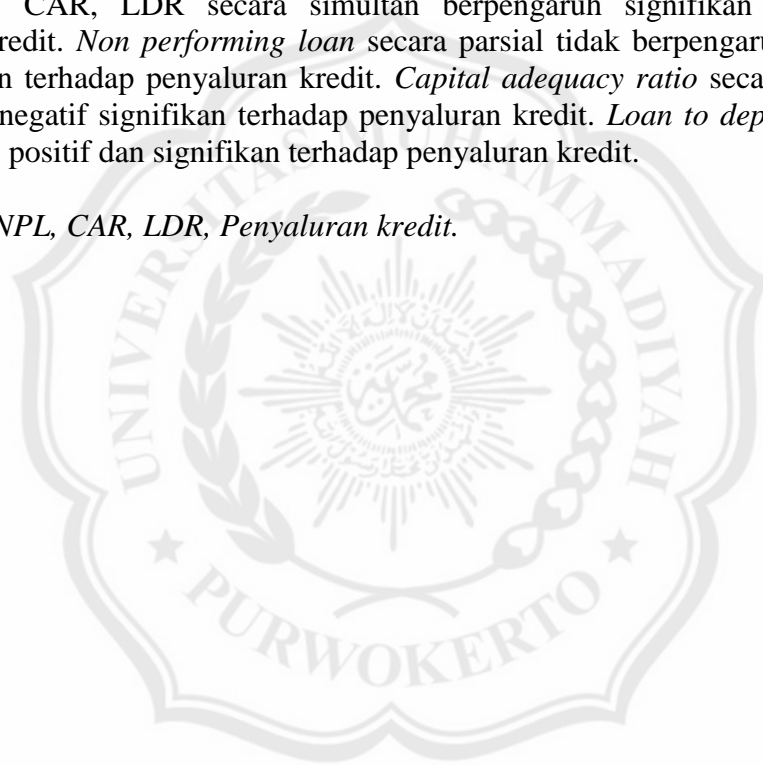 CAR, LDR secara simultan berpengaruh signifikan
redit. Non performing loan secara parsial tidak berpengaru
n terhadap penyaluran kredit. Capital adequacy ratio seca
negatif signifikan terhadap penyaluran kredit. Loan to dep
positif dan signifikan terhadap penyaluran kredit.
NPL, CAR, LDR, Penyaluran kredit.
UNIVERSITAS MUHAMMADIYAH
PURWOKERTO